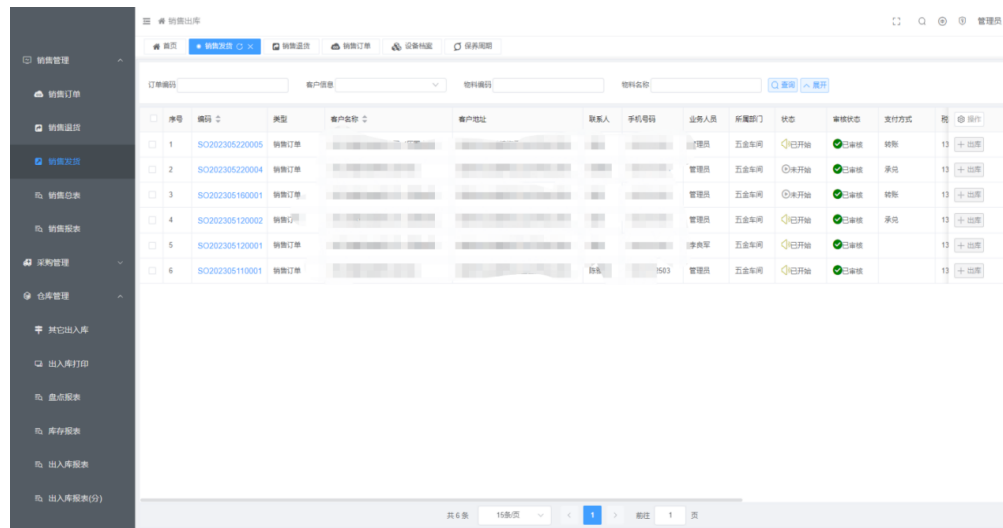 销售出库
管理员
首页
销售发货
销售退货
销售订单
设备档案
保养周期
销售管理
销售订单
销售退货
销售发货
销售总表
销售报表
采购管理
仓库管理
其它出入库
出入库打印
盘点报表
库存报表
出入库报表
出入库报表(分)
订单编码 客户信息 物料编码 物料名称 查询 展开
序号 编码 类型 客户名称 客户地址 联系人 手机号码 业务人员 所属部门 状态 审核状态 支付方式 税 操作
1 SO202305220005 销售订单 理员 五金车间 已开始 已审核 转账 13 出库
2 SO202305220004 销售订单 管理员 五金车间 未开始 已审核 承兑 13 出库
3 SO202305160001 销售订单 管理员 五金车间 未开始 已审核 转账 13 出库
4 SO202305120002 销售订 管理员 五金车间 已开始 已审核 承兑 13 出库
5 SO202305120001 销售订单 李良军 五金车间 已开始 已审核 13 出库
6 SO202305110001 销售订单 503 管理员 五金车间 已开始 已审核 13 出库
共 6 条 15条/页 < 1 > 前往 1 页